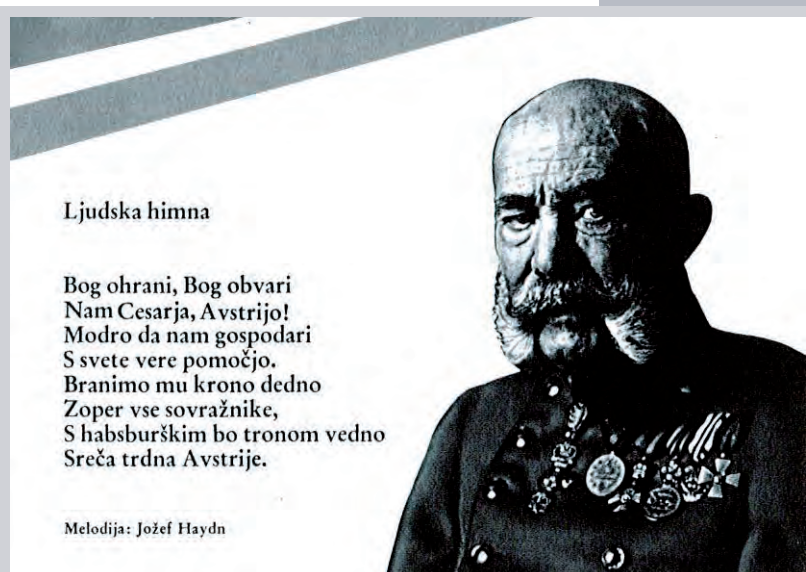 Ljudska himna
Bog ohrani, Bog obvari
Nam Cesarja, Avstrijo!
Modro da nam gospodari
S svete vere pomočjo.
Branimo mu krono dedno
Zoper vse sovražnike,
S habsburškim bo tronom vedno
Sreča trdna Avstrije.
Melodija: Jožef Haydn